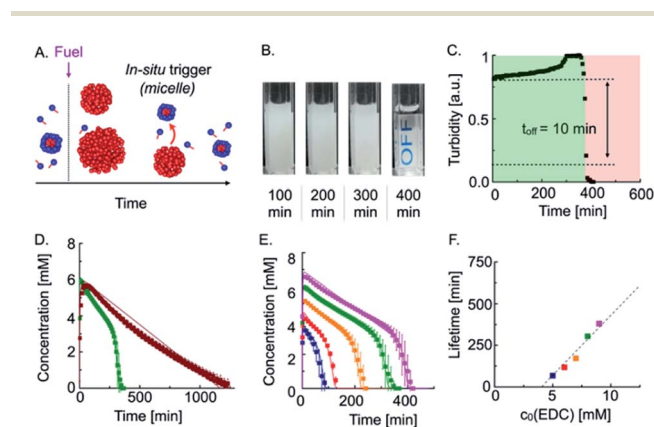 A.
Fuel
In-situ trigger
(micelle)
Time
B.
OFF
100 min
200 min
300 min
400 min
C.
Turbidity [a.u.]
1
0.5
0.0
toff = 10 min
0
200
400
600
Time [min]
D.
Concentration [mM]
8
6
4
2
0
0
500
1000
Time [min]
E.
Concentration [mM]
8
6
4
2
0
0
200
400
Time [min]
F.
Lifetime [min]
750
500
250
0
0
5
10
c0(EDC) [mM]